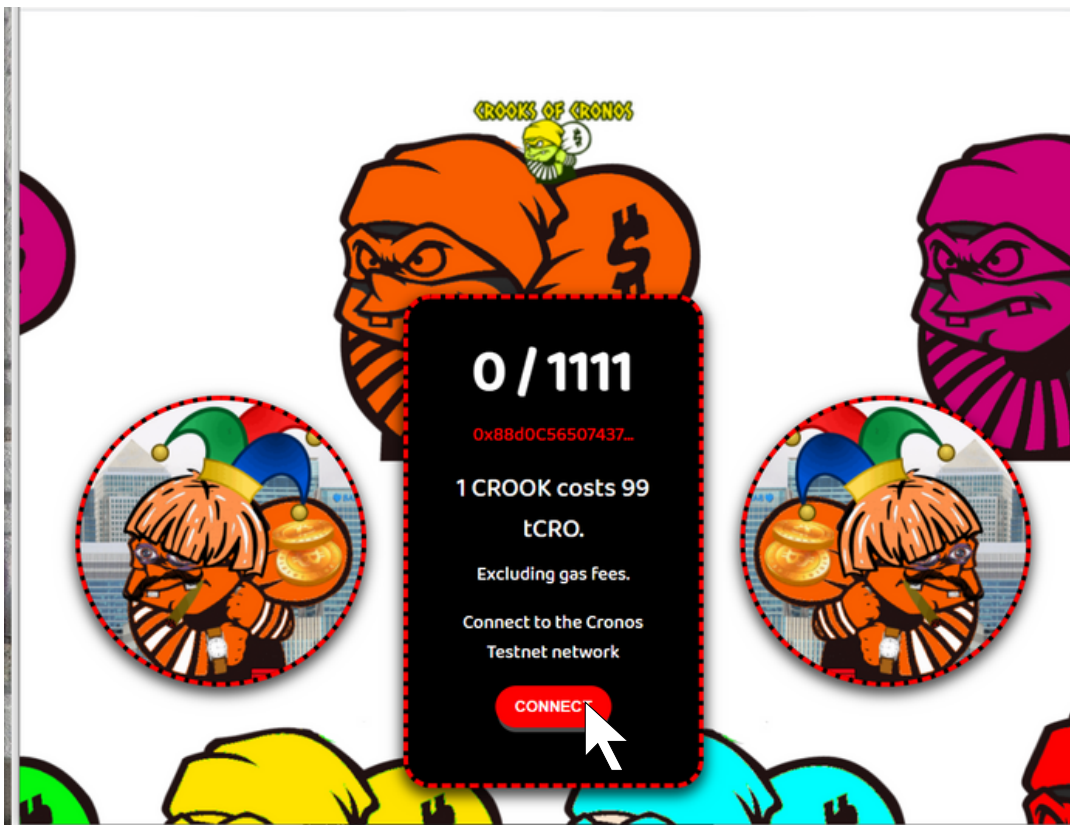 CROOKS OF CRONOS
$
$
0 / 1111
0x88d0C56507437...
1 CROOK costs 99
tCRO.
Excluding gas fees.
Connect to the Cronos
Testnet network
CONNECT